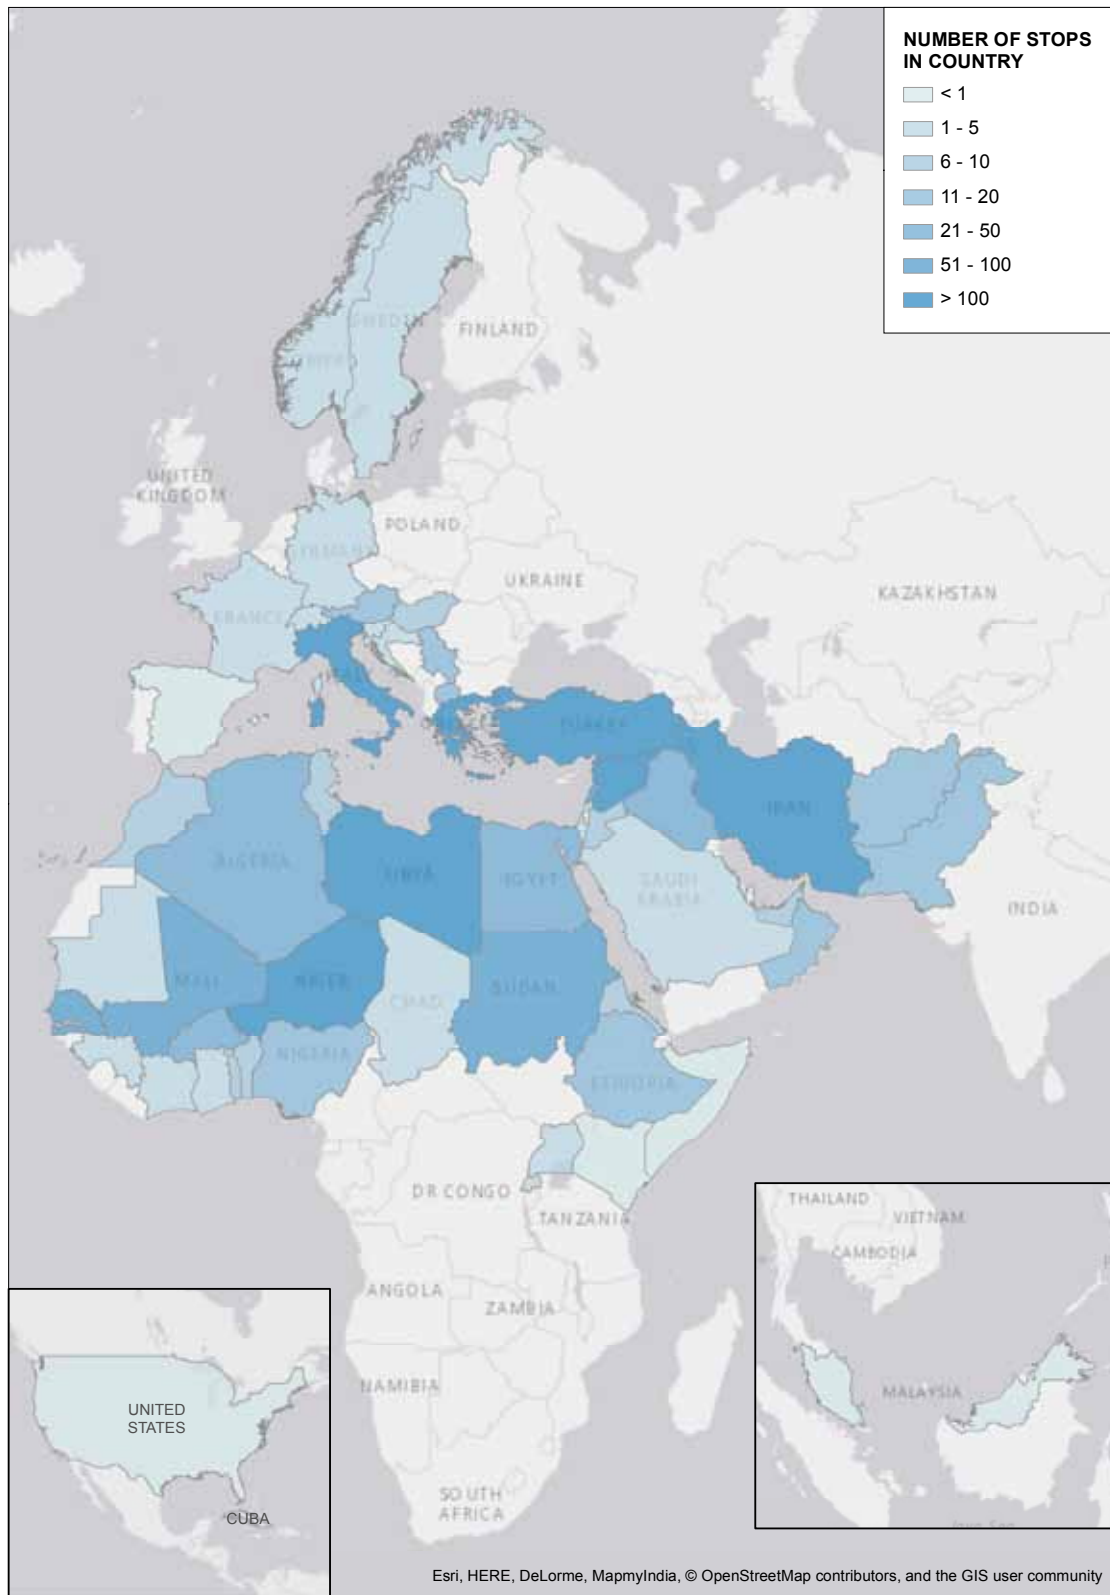 NUMBER OF STOPS
IN COUNTRY
< 1
1 - 5
6 - 10
11 - 20
21 - 50
51 - 100
> 100
SWEDEN
FINLAND
UNITED
KINGDOM
POLAND
GERMANY
UKRAINE
KAZAKHSTAN
FRANCE
TURKEY
IRAN
ALGERIA
LIBYA
EGYPT
SAUDI
ARABIA
INDIA
MALI
NIGER
CHAD
SUDAN
NIGERIA
ETHIOPIA
DR CONGO
TANZANIA
THAILAND
VIETNAM
CAMBODIA
ANGOLA
ZAMBIA
NAMIBIA
MALAYSIA
UNITED
STATES
CUBA
SOUTH
AFRICA
Esri, HERE, DeLorme, MapmyIndia, © OpenStreetMap contributors, and the GIS user community